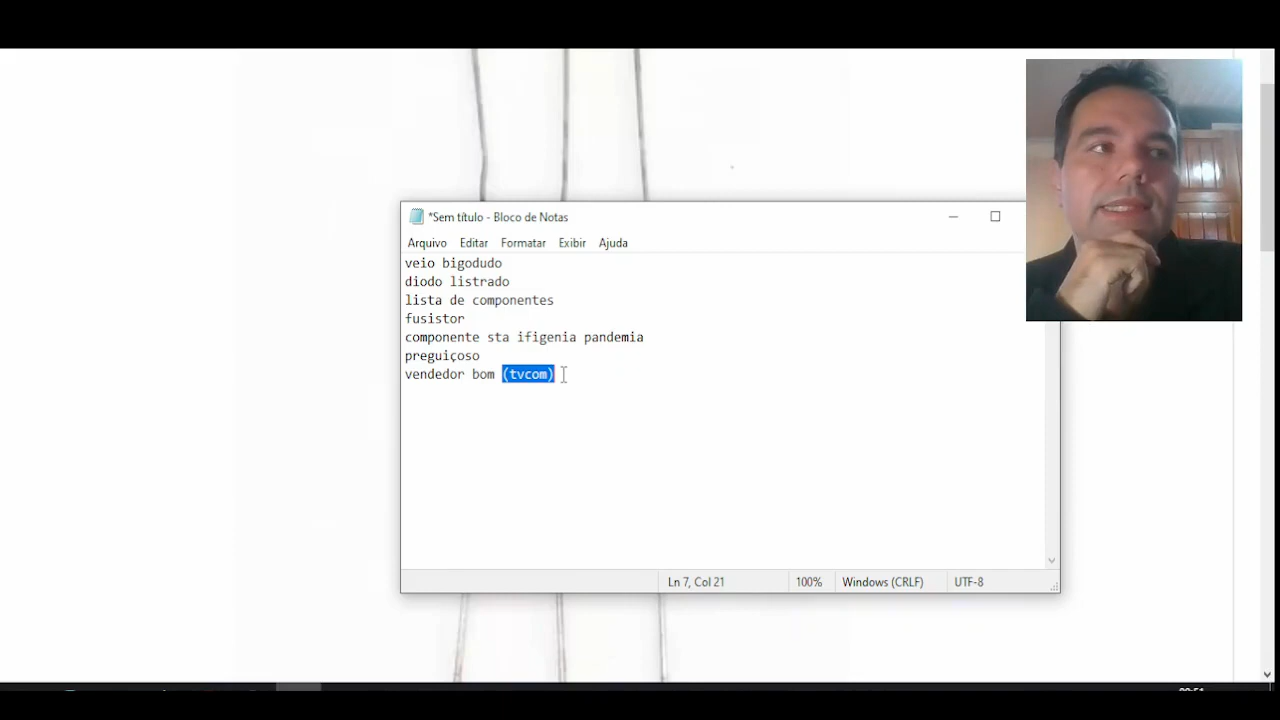 *Sem título - Bloco de Notas
Arquivo Editar Formatar Exibir Ajuda
veio bigodudo
diodo listrado
lista de componentes
fusistor
componente sta ifigenia pandemia
preguiçoso
vendedor bom (tvcom)
Ln 7, Col 21 100% Windows (CRLF) UTF-8